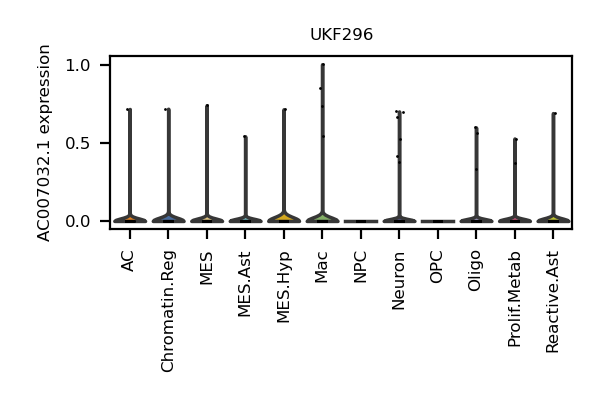 UKF296
AC007032.1 expression
1.0
0.5
0.0
AC
Chromatin.Reg
MES
MES.Ast
MES.Hyp
Mac
NPC
Neuron
OPC
Oligo
Prolif.Metab
Reactive.Ast